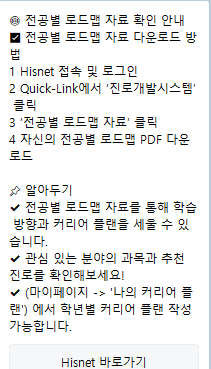 🌐 전공별 로드맵 자료 확인 안내
☑ 전공별 로드맵 자료 다운로드 방
법
1 Hisnet 접속 및 로그인
2 Quick-Link에서 ‘진로개발시스템’
클릭
3 ‘전공별 로드맵 자료’ 클릭
4 자신의 전공별 로드맵 PDF 다운
로드
📌 알아두기
✔ 전공별 로드맵 자료를 통해 학습
방향과 커리어 플랜을 세울 수 있
습니다.
✔ 관심 있는 분야의 과목과 추천
진로를 확인해보세요!
✔ (마이페이지 -> '나의 커리어 플
랜') 에서 학년별 커리어 플랜 작성
가능합니다.
Hisnet 바로가기